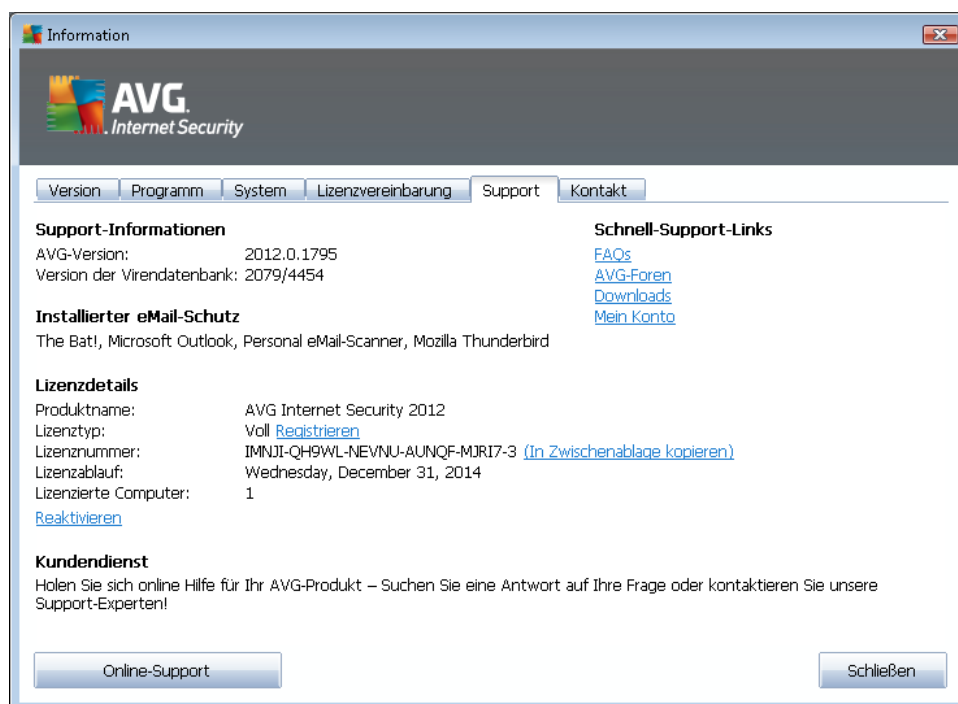 Information
AVG.
Internet Security
Version Programm System Lizenzvereinbarung Support Kontakt
Support-Informationen
AVG-Version: 2012.0.1795
Version der Virendatenbank: 2079/4454
Schnell-Support-Links
FAQs
AVG-Foren
Downloads
Mein Konto
Installierter eMail-Schutz
The Bat!, Microsoft Outlook, Personal eMail-Scanner, Mozilla Thunderbird
Lizenzdetails
Produktname: AVG Internet Security 2012
Lizenztyp: Voll Registrieren
Lizenznummer: IMNJI-QH9WL-NEVNU-AUNQF-MJRI7-3 (In Zwischenablage kopieren)
Lizenzablauf: Wednesday, December 31, 2014
Lizenzierte Computer: 1
Reaktivieren
Kundendienst
Holen Sie sich online Hilfe für Ihr AVG-Produkt – Suchen Sie eine Antwort auf Ihre Frage oder kontaktieren Sie unsere
Support-Experten!
Online-Support Schließen